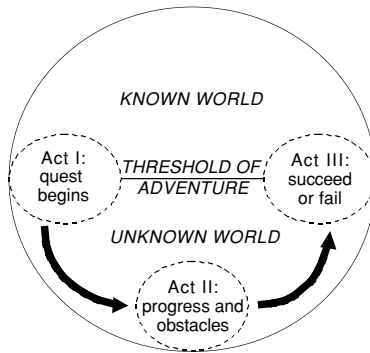 KNOWN WORLD
Act I:
quest
begins
THRESHOLD OF
ADVENTURE
Act III:
succeed
or fail
UNKNOWN WORLD
Act II:
progress and
obstacles